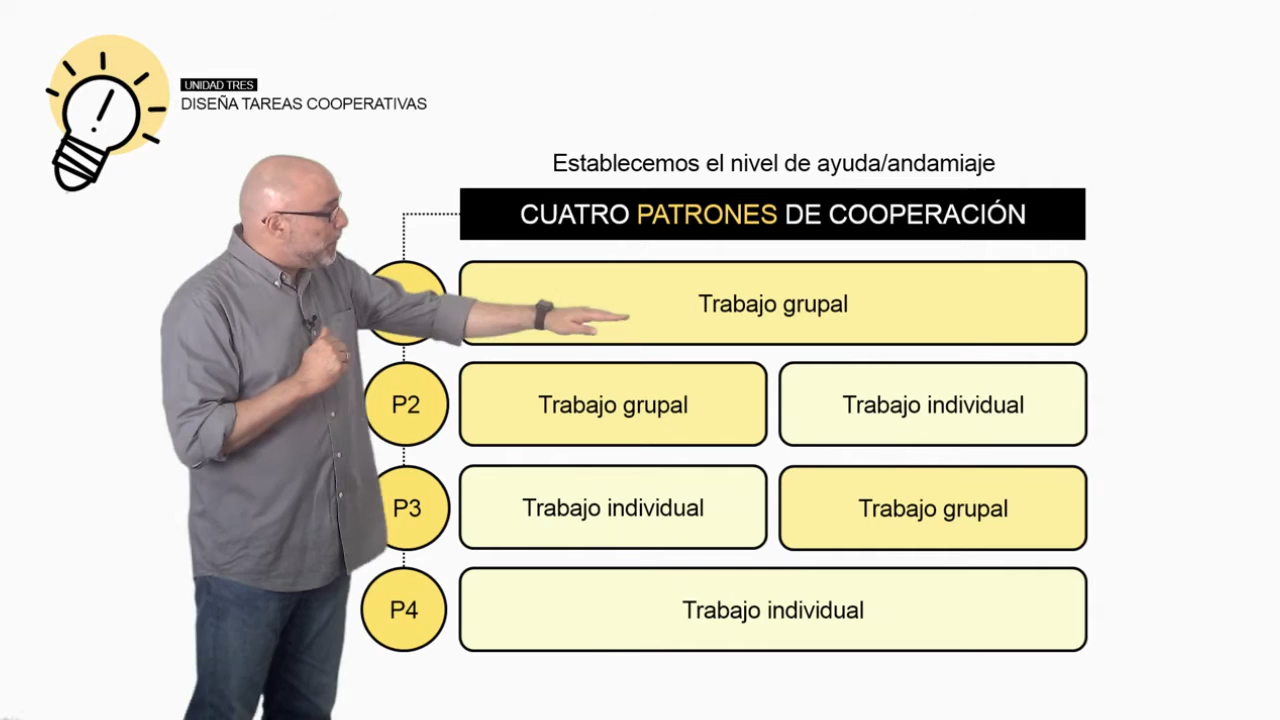 UNIDAD TRES
DISEÑA TAREAS COOPERATIVAS
Establecemos el nivel de ayuda/andamiaje
CUATRO PATRONES DE COOPERACIÓN
Trabajo grupal
P2
Trabajo grupal
Trabajo individual
P3
Trabajo individual
Trabajo grupal
P4
Trabajo individual